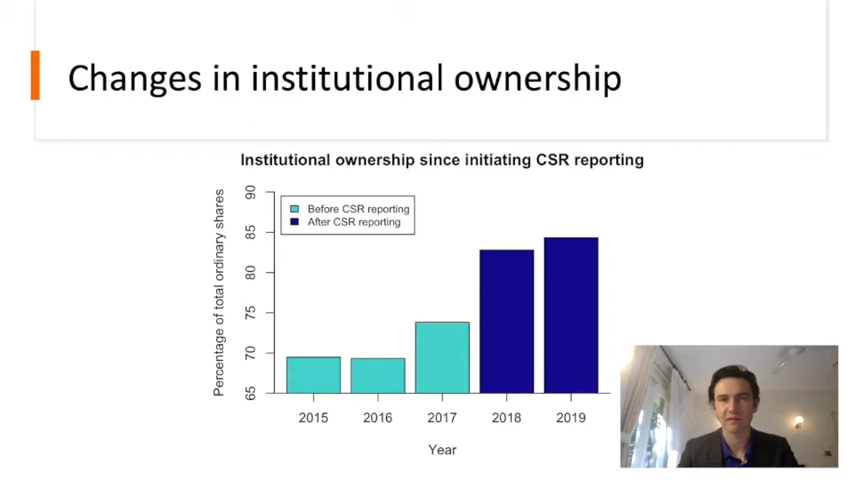 Changes in institutional ownership
Institutional ownership since initiating CSR reporting
Percentage of total ordinary shares
90
85
80
75
70
65
Before CSR reporting
After CSR reporting
2015 2016 2017 2018 2019
Year